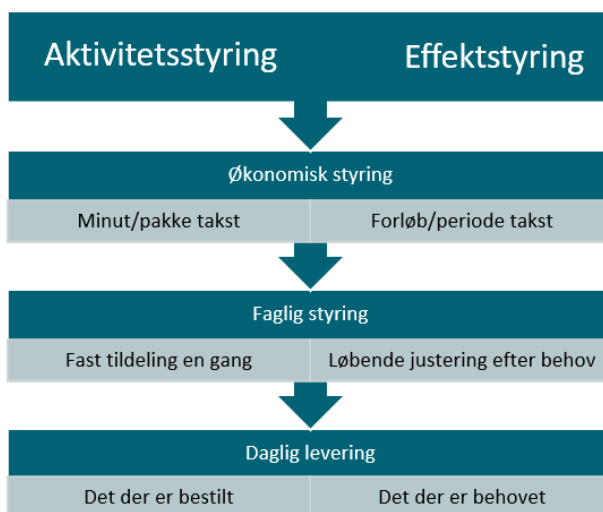 Aktivitetsstyring Effektstyring
Økonomisk styring
Minut/pakke takst Forløb/periode takst
Faglig styring
Fast tildeling en gang Løbende justering efter behov
Daglig levering
Det der er bestilt Det der er behovet